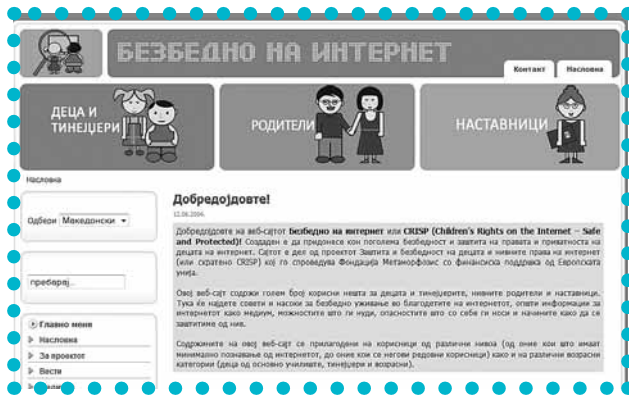 БЕЗБЕДНО НА ИНТЕРНЕТ
Контакт Насловна
ДЕЦА И
ТИНЕЈЏЕРИ
РОДИТЕЛИ
НАСТАВНИЦИ
Насловна
Добредојдовте!
12.06.2006.
Одбери Македонски
пребарај...
Главно мени
Насловна
За проектот
Вести
Добредојдовте на веб-сајтот безбедно на интернет или CRISP (Children's Rights on the Internet – Safe
and Protected)! Создаден е да придонесе кон поголема безбедност и заштита на правата и приватноста на
децата на интернет. Сајтот е дел од проектот Заштита и безбедност на децата и нивните права на интернет
(или скратено CRISP) кој го спроведува Фондација Метаморфозис со финансиска поддршка од Европската
унија.
Овој веб-сајт содржи голем број корисни нешта за децата и тинејџерите, нивните родители и наставници.
Тука ќе најдете совети и насоки за безбедно уживање во благодетите на интернетот, општи информации за
интернетот како медиум, можностите што ги нуди, опасностите што со себе ги носи и начините како да се
заштитиме од нив.
Содржините на овој веб-сајт се прилагодени на корисници од различни нивоа (од оние кои што имаат
минимално познавање од интернетот, до оние кои се негови редовни корисници) како и на различни возрасни
категории (деца од основно училиште, тинејџери и возрасни).